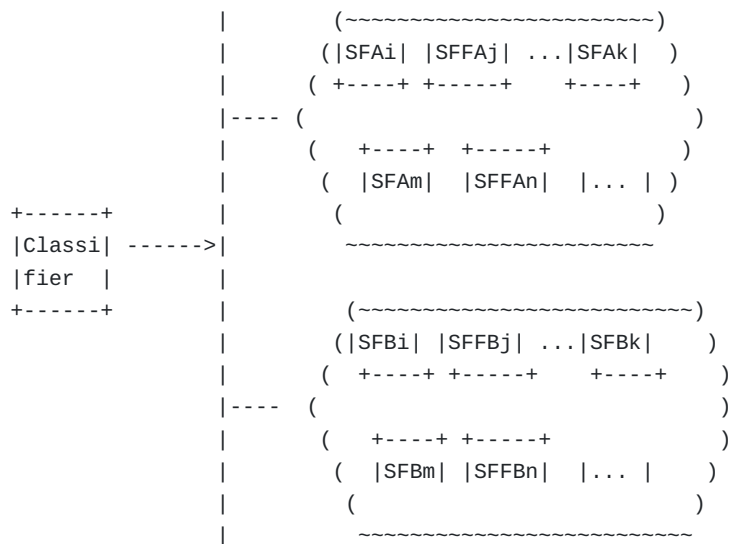 |        (~~~~~~~~~~~~~~~~~~~~~~~~)
                |       (|SFAi| |SFFAj| ...|SFAk|  )
                |      ( +----+ +-----+    +----+   )
                |---- (                              )
                |      (   +----+  +-----+          )
                |       (  |SFAm|  |SFFAn|  |... | )
+------+        |        (                        )
|Classi| ------>|         ~~~~~~~~~~~~~~~~~~~~~~~~
|fier  |        |
+------+        |         (~~~~~~~~~~~~~~~~~~~~~~~~~~)
                |        (|SFBi| |SFFBj| ...|SFBk|    )
                |       (  +----+ +-----+    +----+    )
                |----  (                               )
                |       (   +----+ +-----+             )
                |        (  |SFBm| |SFFBn|  |... |    )
                |         (                          )
                |          ~~~~~~~~~~~~~~~~~~~~~~~~~~